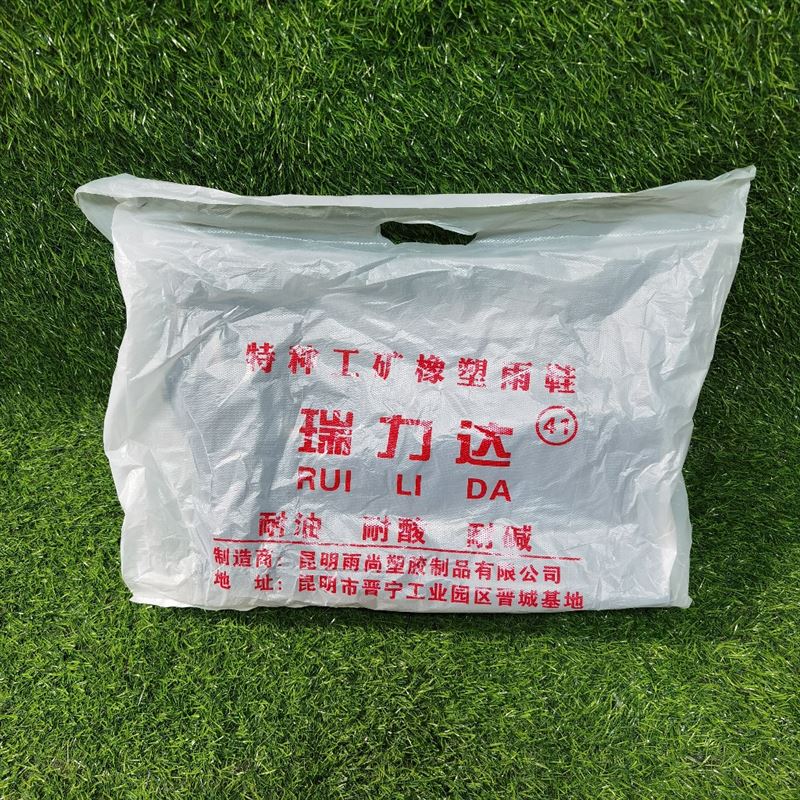 特种工矿橡塑雨鞋
瑞力达 41
RUI LI DA
耐油 耐酸 耐碱
制造商：昆明雨尚塑胶制品有限公司
地 址：昆明市晋宁工业园区晋城基地